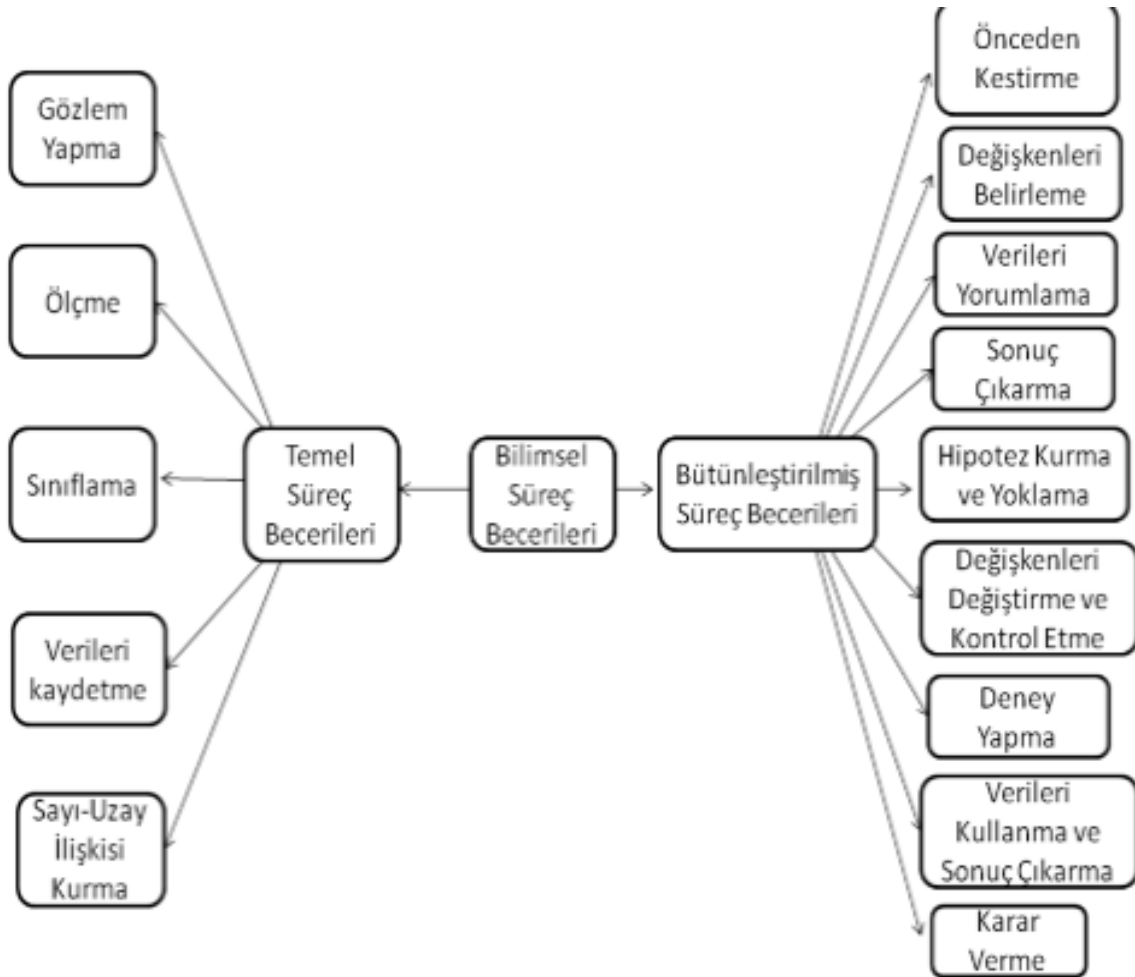 Gözlem
Yapma
Ölçme
Sınıflama
Verileri
kaydetme
Sayı-Uzay
İlişkisi
Kurma
Temel
Süreç
Becerileri
Bilimsel
Süreç
Becerileri
Bütünleştirilmiş
Süreç Becerileri
Önceden
Kestirme
Değişkenleri
Belirleme
Verileri
Yorumlama
Sonuç
Çıkarma
Hipotez Kurma
ve Yoklama
Değişkenleri
Değiştirme ve
Kontrol Etme
Deney
Yapma
Verileri
Kullanma ve
Sonuç Çıkarma
Karar
Verme